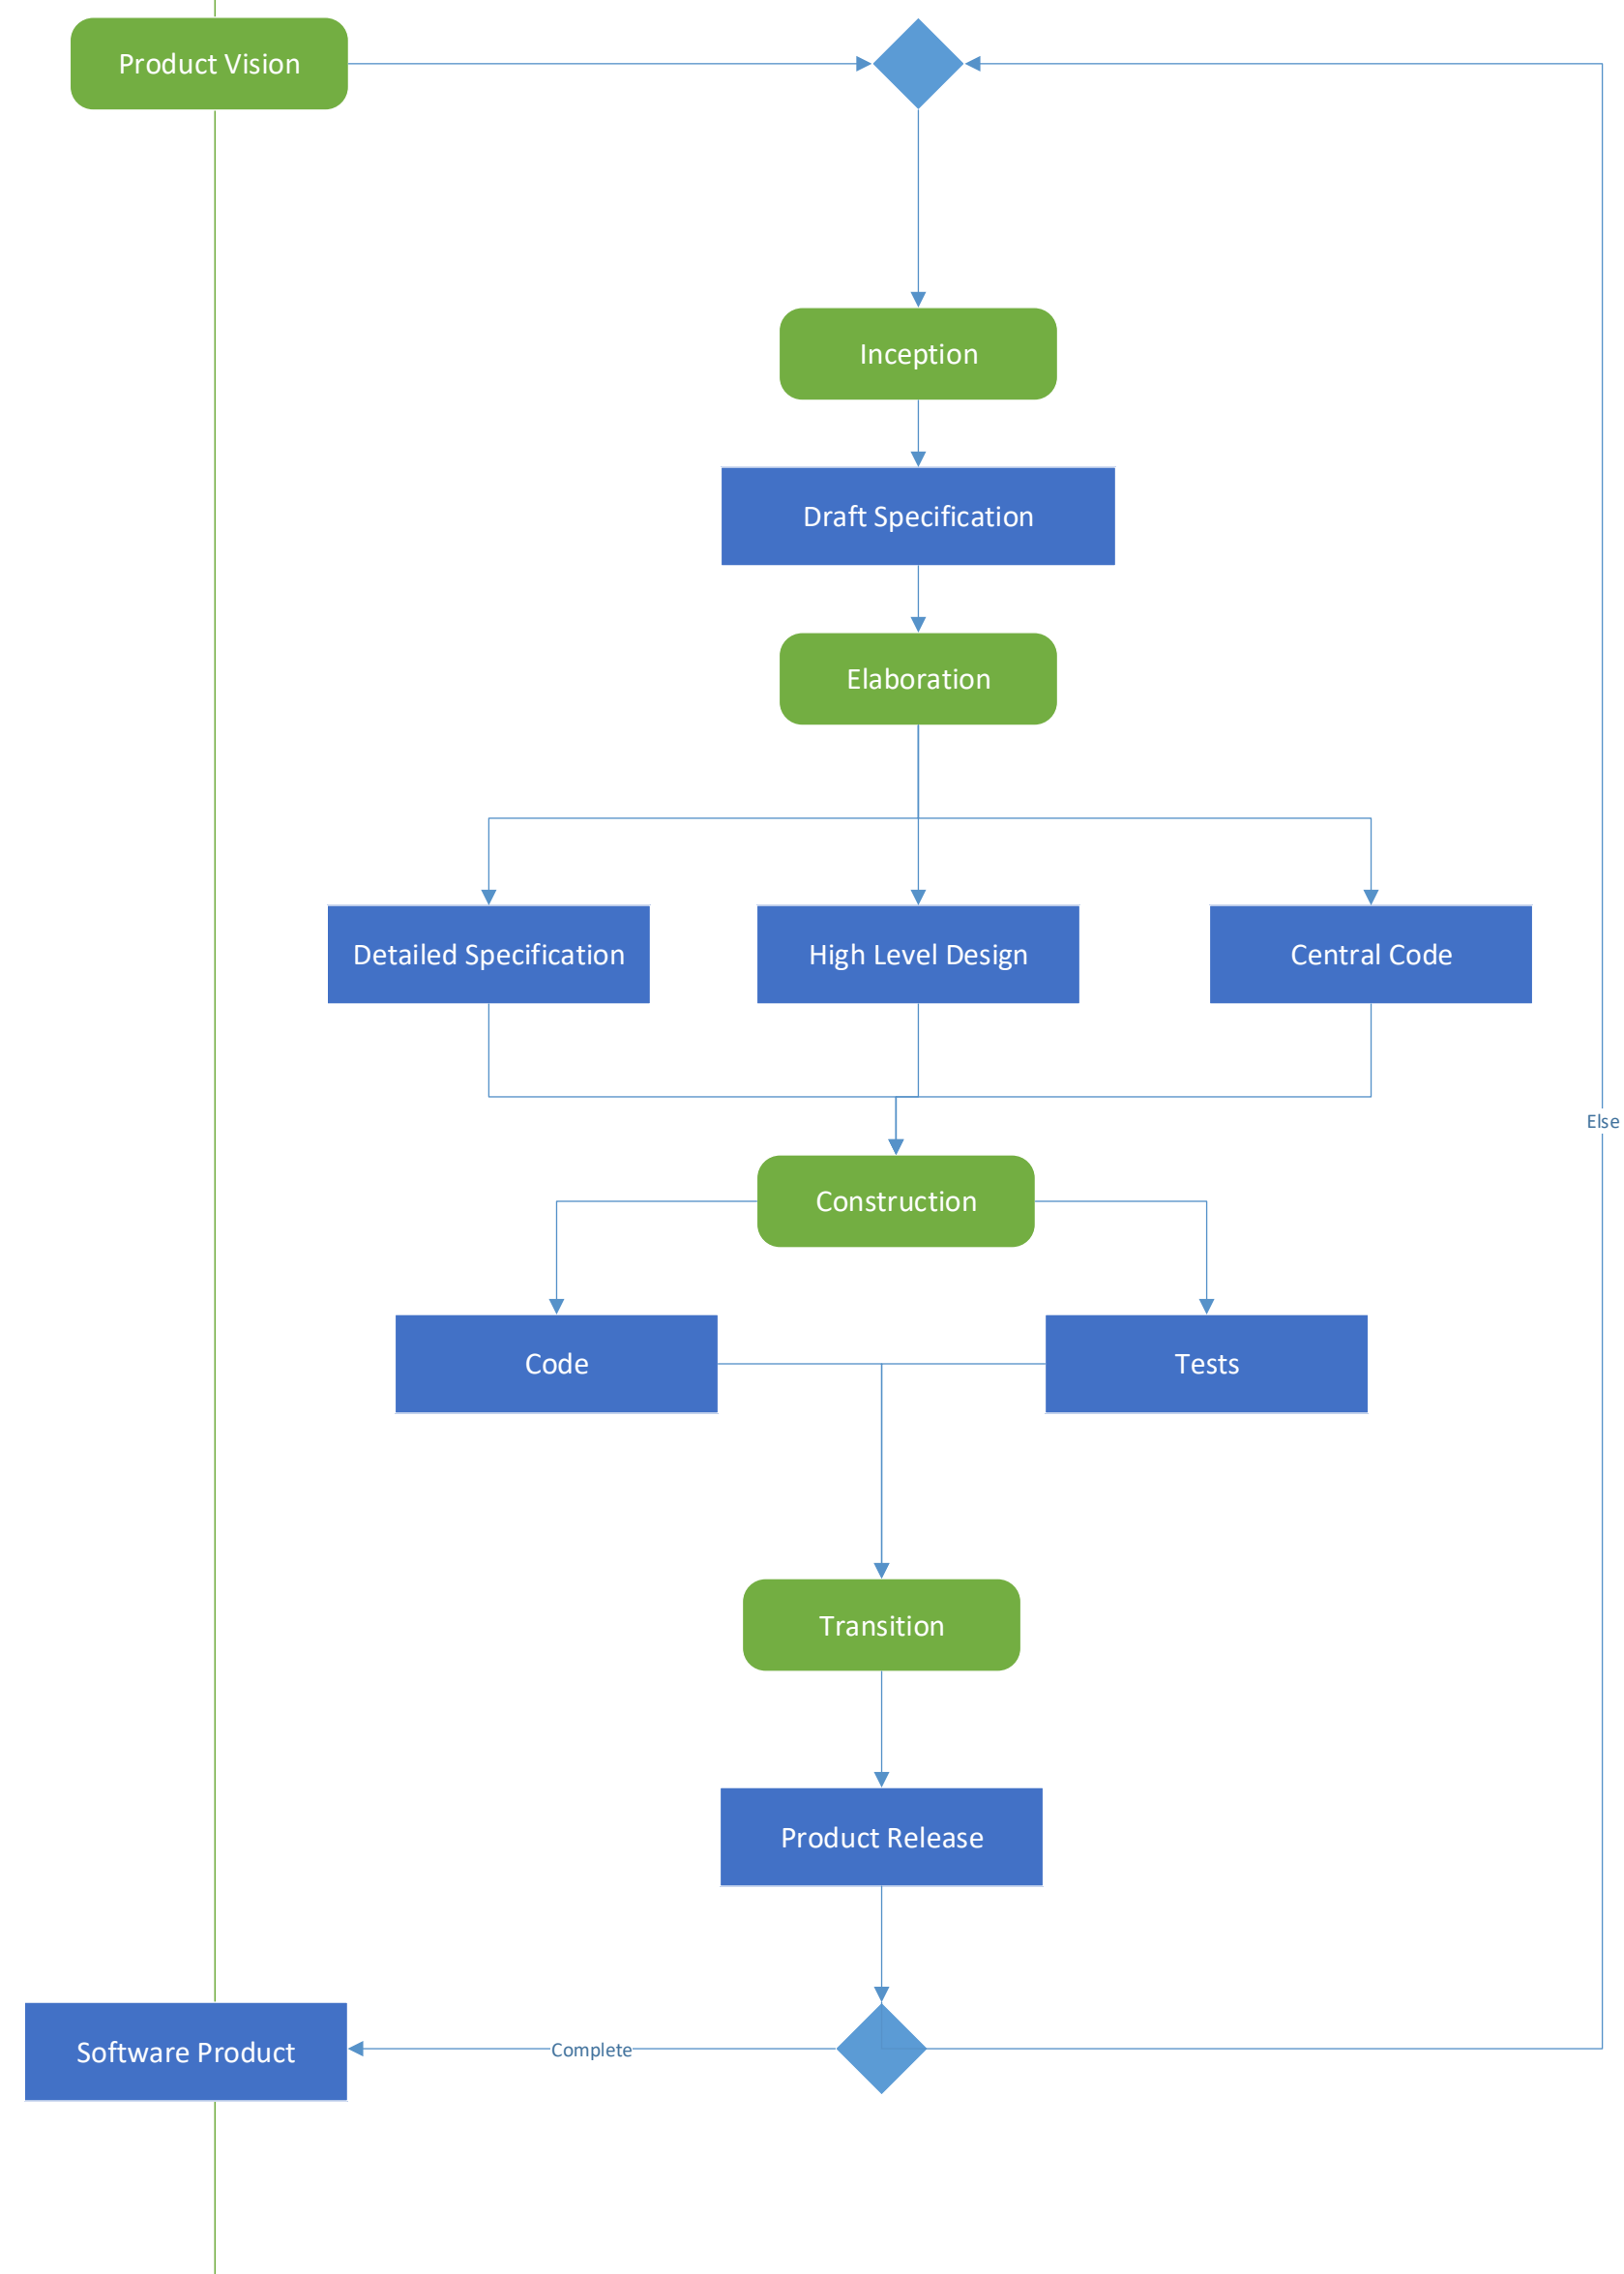 Product Vision
Inception
Draft Specification
Elaboration
Detailed Specification
High Level Design
Central Code
Else
Construction
Code
Tests
Transition
Product Release
Software Product
Complete